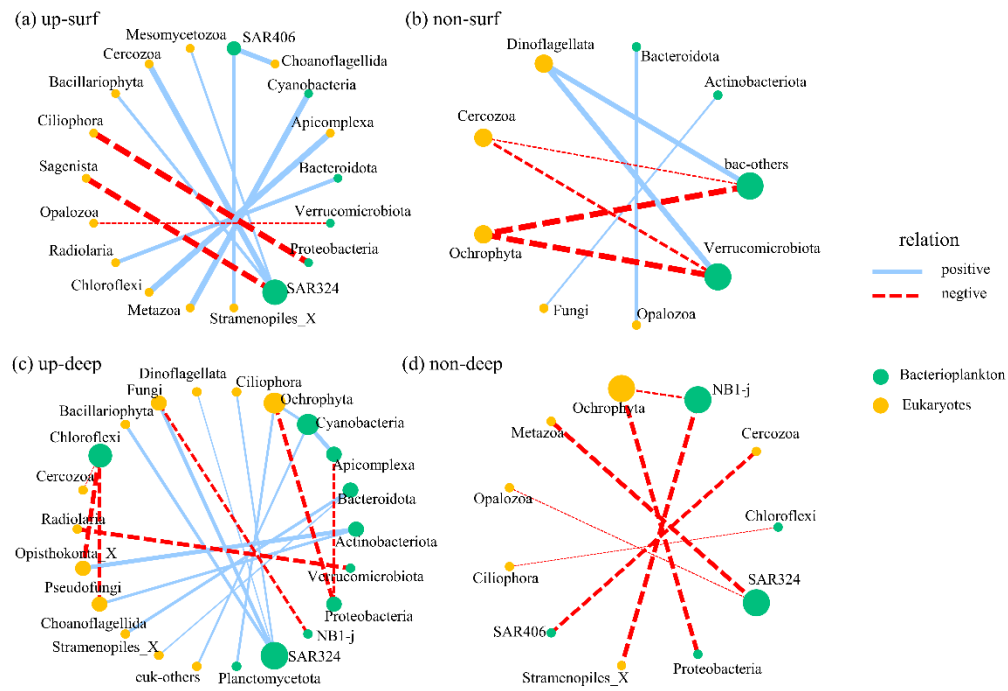 (a) up-surf
Mesomycetozoa
SAR406
Cercozoa
Choanoflagellida
Bacillariophyta
Cyanobacteria
Ciliophora
Apicomplexa
Sagenista
Bacteroidota
Opalozoa
Verrucomicrobiota
Radiolaria
Proteobacteria
Chloroflexi
SAR324
Metazoa
Stramenopiles_X
(b) non-surf
Dinoflagellata
Bacteroidota
Actinobacteriota
Cercozoa
bac-others
Ochrophyta
Verrucomicrobiota
Fungi
Opalozoa
relation
positive
negtive
Bacterioplankton
Eukaryotes
(c) up-deep
Dinoflagellata
Ciliophora
Fungi
Ochrophyta
Bacillariophyta
Cyanobacteria
Chloroflexi
Apicomplexa
Cercozoa
Bacteroidota
Radiolaria
Actinobacteriota
Opisthokonta_X
Verrucomicrobiota
Pseudofungi
Proteobacteria
Choanoflagellida
NB1-j
Stramenopiles_X
SAR324
euk-others
Planctomycetota
(d) non-deep
NB1-j
Ochrophyta
Metazoa
Cercozoa
Opalozoa
Chloroflexi
Ciliophora
SAR324
SAR406
Proteobacteria
Stramenopiles_X